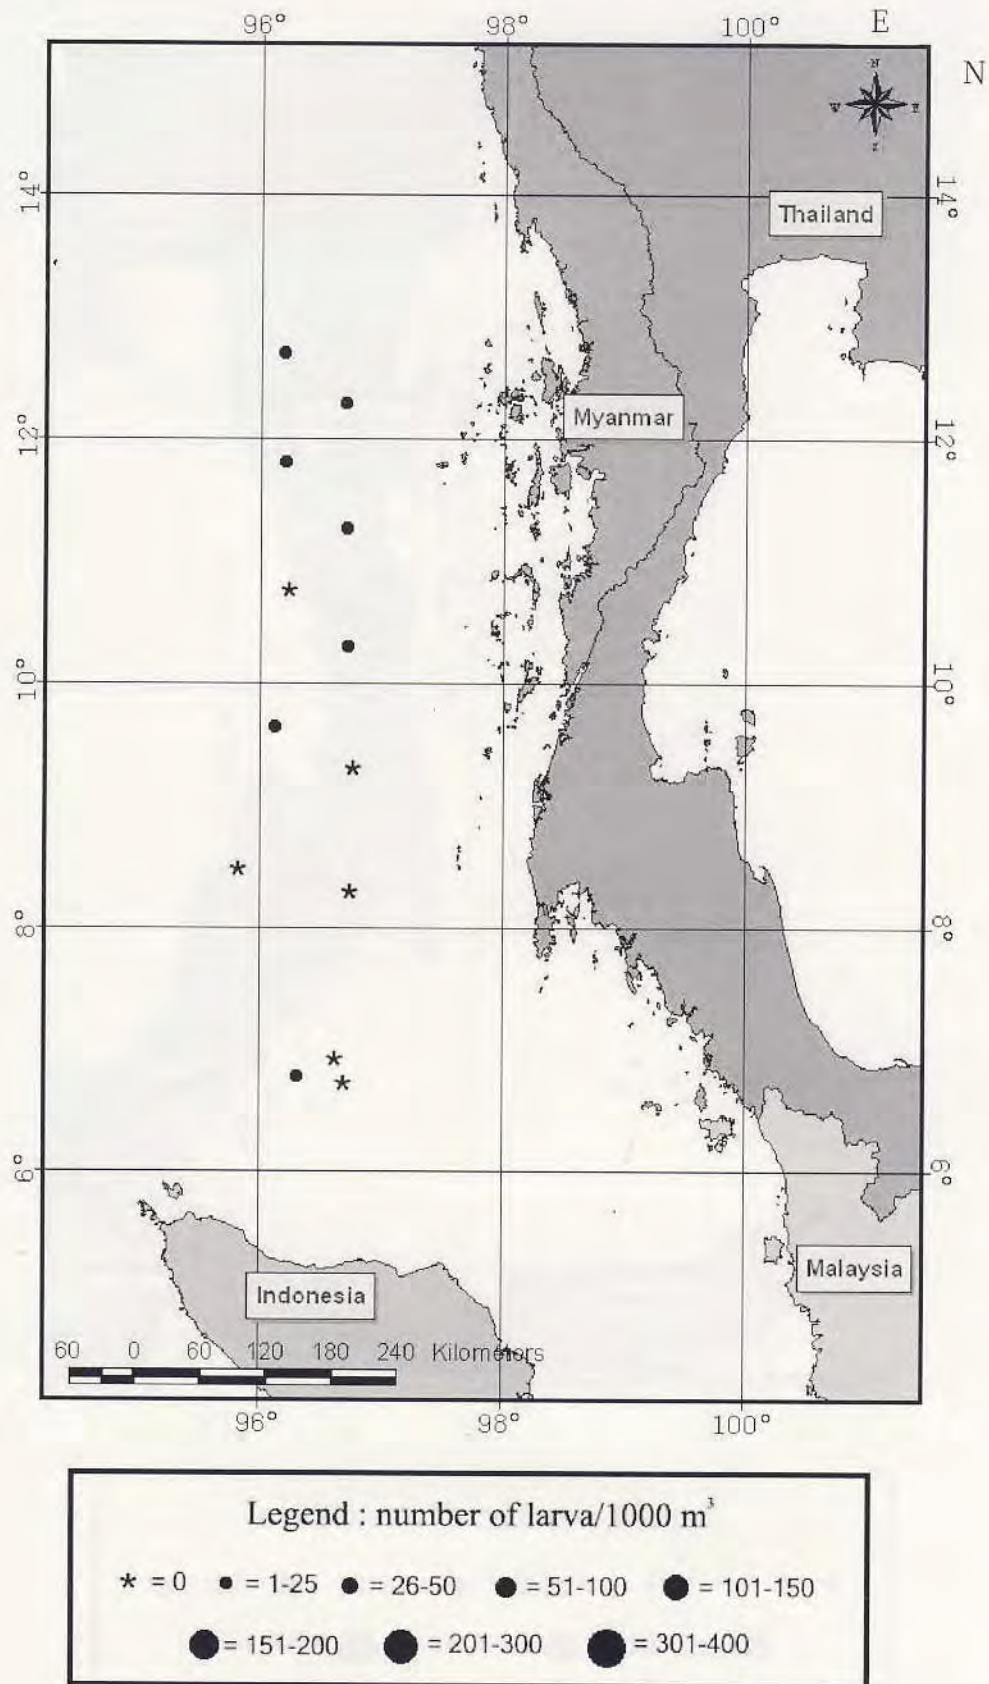 96° 98° 100° E
N
N
W E
S
14° 14°
Thailand
Myanmar
12° 12°
10° 10°
8° 8°
6° 6°
Malaysia
Indonesia
60 0 60 120 180 240 Kilometers
96° 98° 100°
Legend : number of larva/1000 m³
* = 0 = 1-25 = 26-50 = 51-100 = 101-150
= 151-200 = 201-300 = 301-400